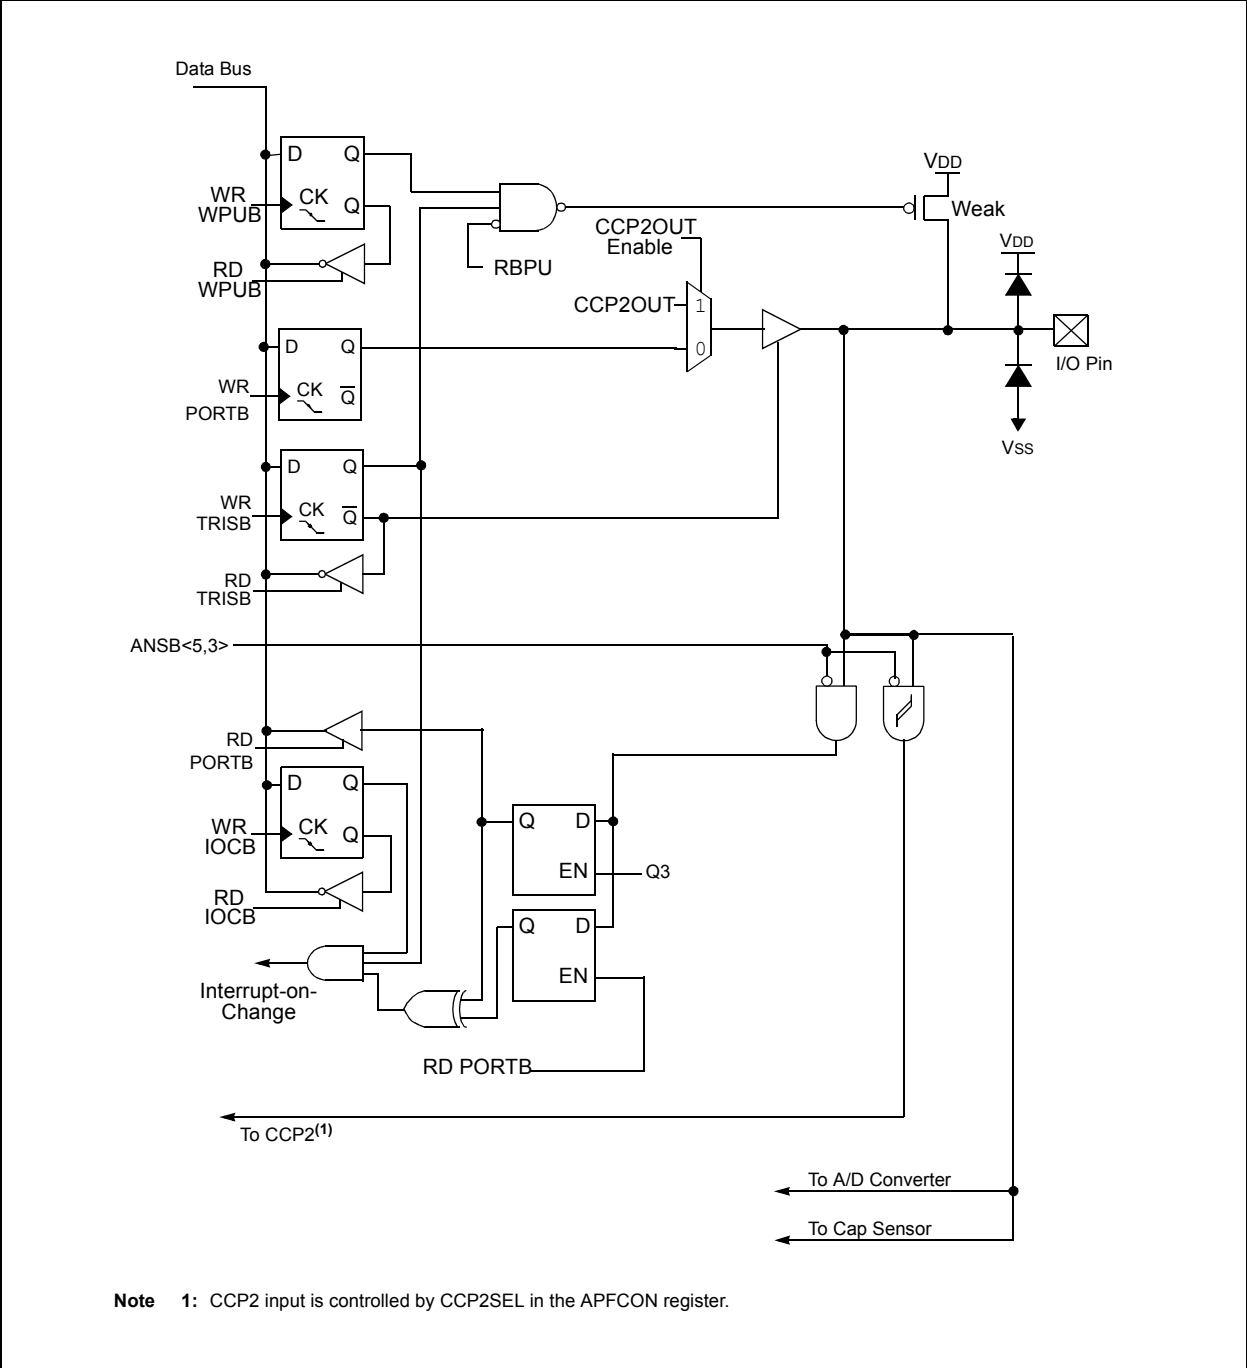 Data Bus
D Q
CK
Q
WR
WPUB
RD
WPUB
RBPU
CCP2OUT
Enable
CCP2OUT
1
0
VDD
Weak
VDD
I/O Pin
VSS
D Q
CK Q
WR
PORTB
D Q
CK Q
WR
TRISB
RD
TRISB
ANSB<5,3>
RD
PORTB
D Q
CK
Q
WR
IOCB
RD
IOCB
Q D
EN
Q3
Q D
EN
Interrupt-on-
Change
RD PORTB
To CCP2(1)
To A/D Converter
To Cap Sensor
Note 1: CCP2 input is controlled by CCP2SEL in the APFCON register.